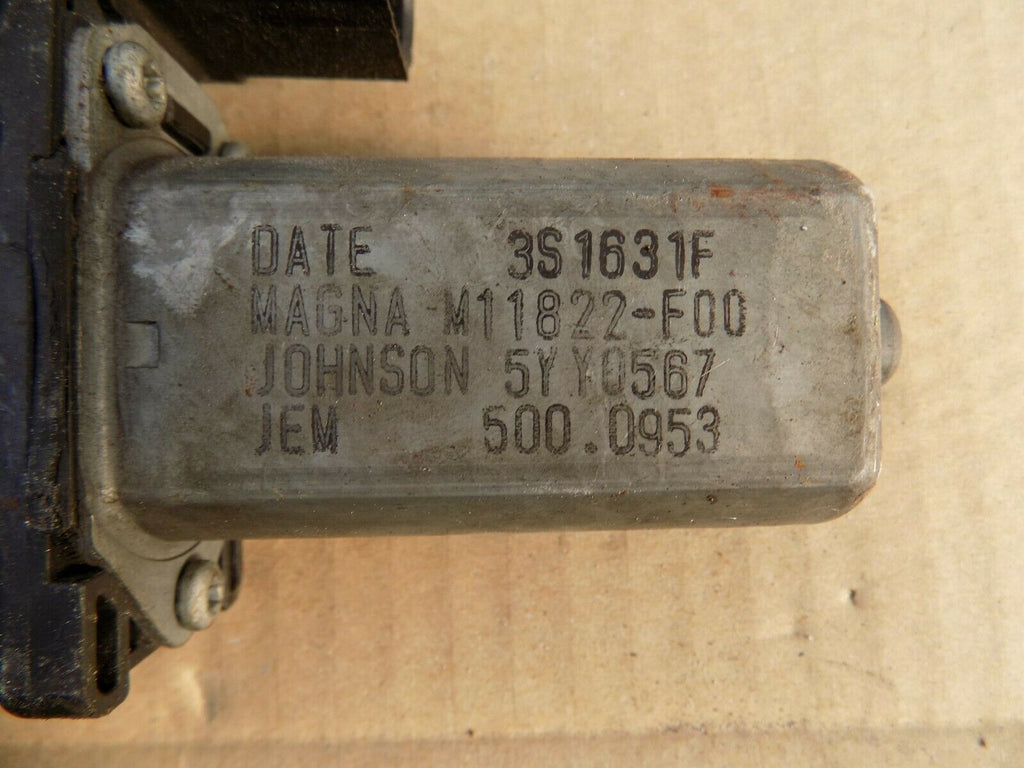 DATE 3S1631F
MAGNA M11822-F00
JOHNSON 5YY0567
JEM 500.0953